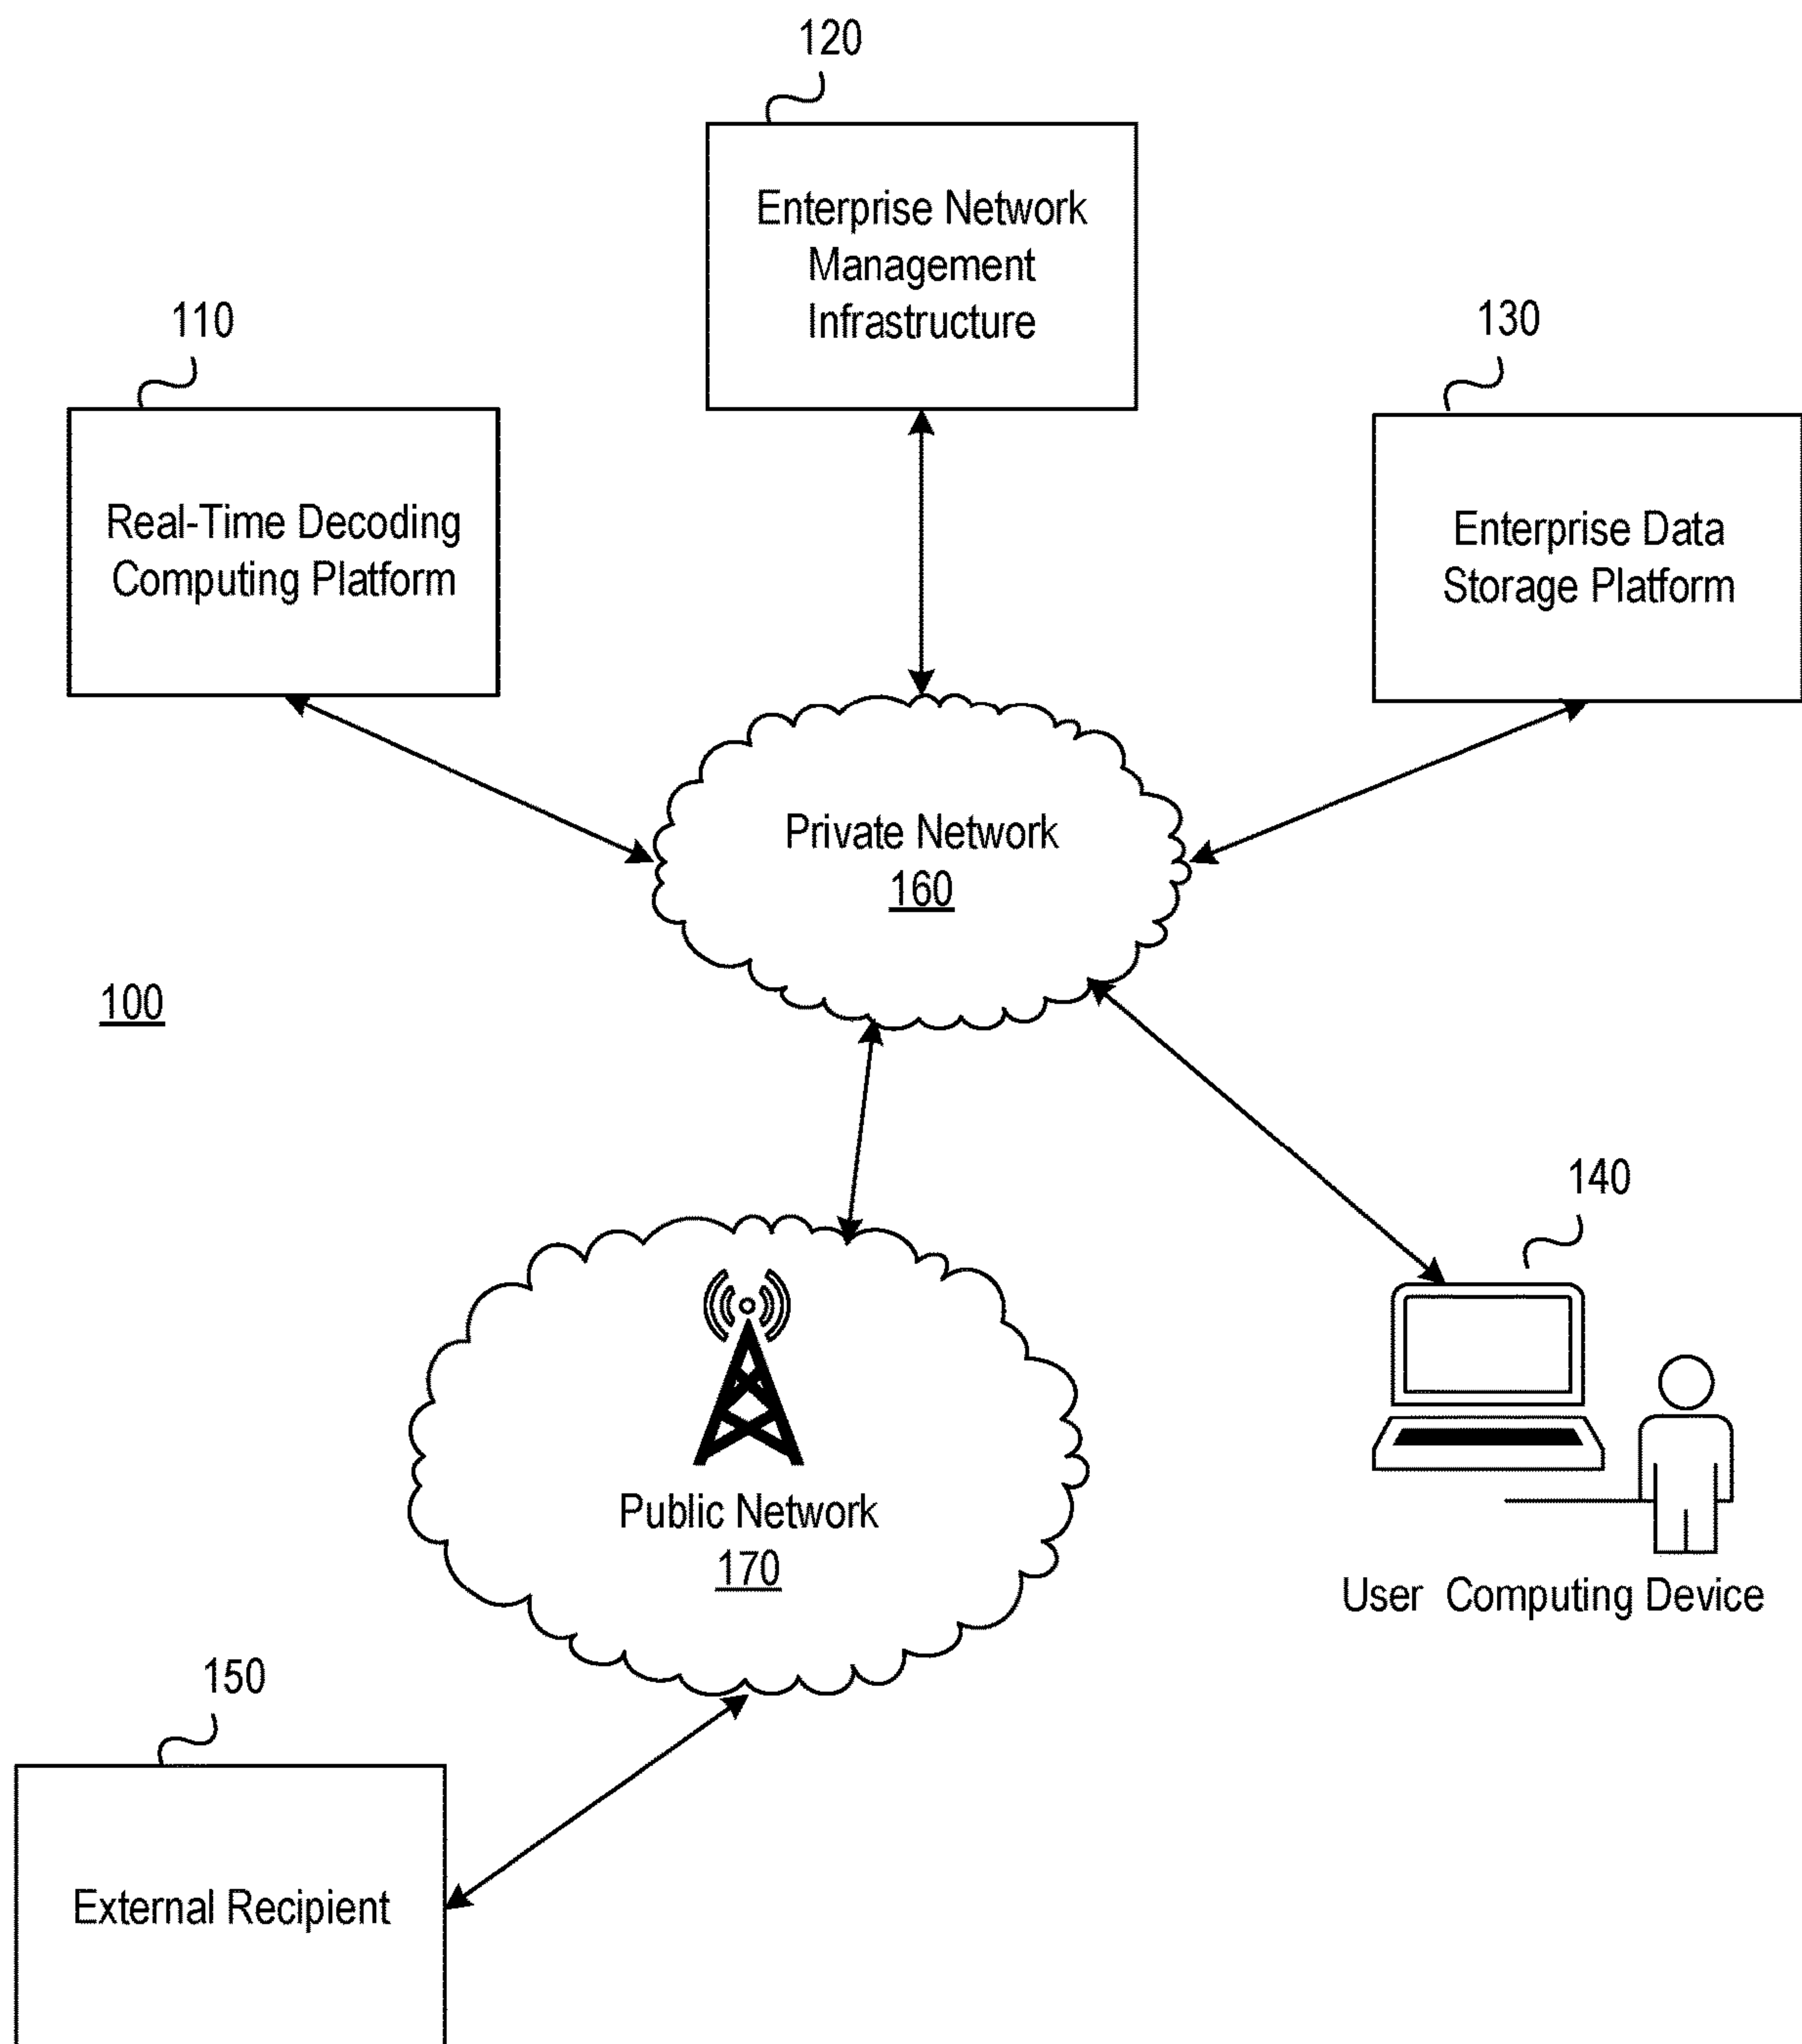 120
Enterprise Network
Management
Infrastructure
110
Real-Time Decoding
Computing Platform
130
Enterprise Data
Storage Platform
Private Network
160
100
140
User Computing Device
Public Network
170
150
External Recipient